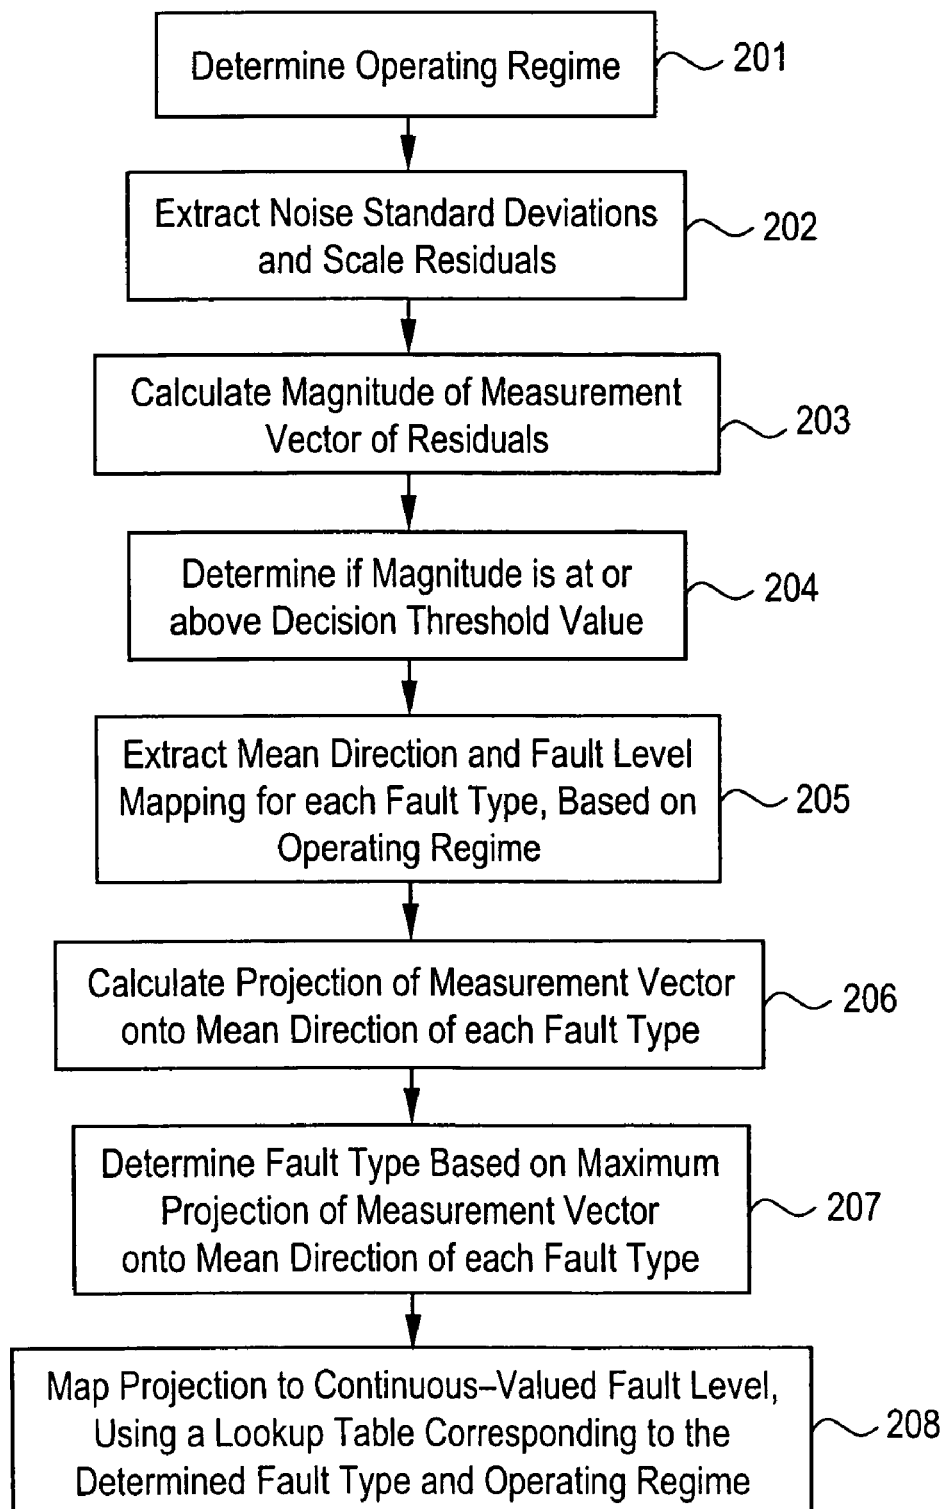 Determine Operating Regime
201
Extract Noise Standard Deviations
and Scale Residuals
202
Calculate Magnitude of Measurement
Vector of Residuals
203
Determine if Magnitude is at or
above Decision Threshold Value
204
Extract Mean Direction and Fault Level
Mapping for each Fault Type, Based on
Operating Regime
205
Calculate Projection of Measurement Vector
onto Mean Direction of each Fault Type
206
Determine Fault Type Based on Maximum
Projection of Measurement Vector
onto Mean Direction of each Fault Type
207
Map Projection to Continuous–Valued Fault Level,
Using a Lookup Table Corresponding to the
Determined Fault Type and Operating Regime
208